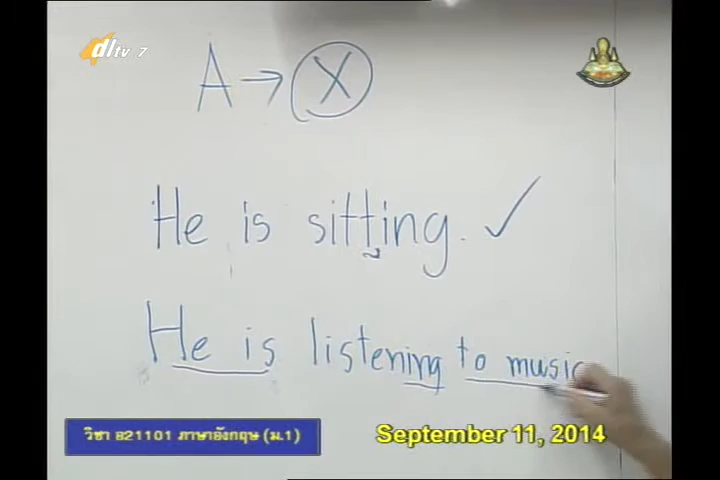 dltv 7
A → X
He is sitting. ✓
He is listening to music
วิชา อ21101 ภาษาอังกฤษ (ม.1)
September 11, 2014